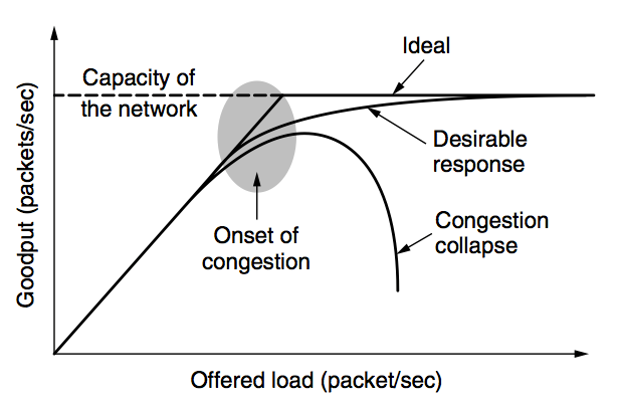 Ideal
Capacity of
the network
Desirable
response
Goodput (packets/sec)
Onset of
congestion
Congestion
collapse
Offered load (packet/sec)